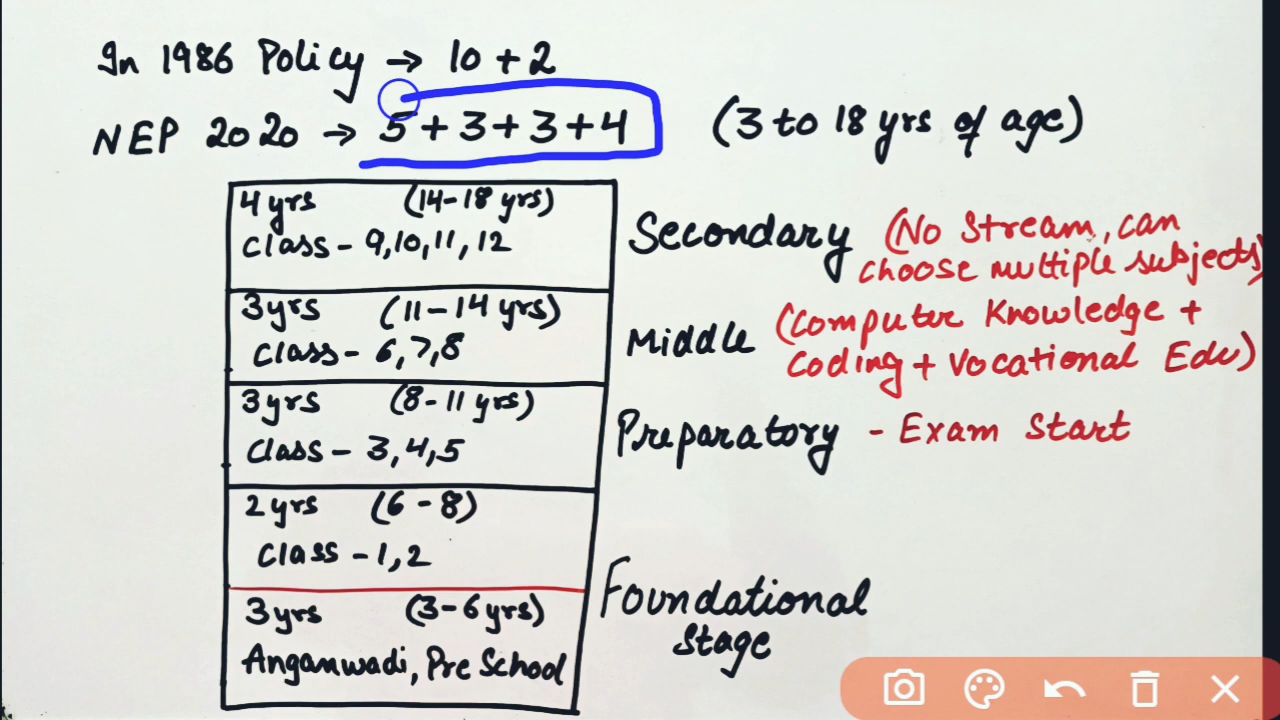 In 1986 Policy → 10 + 2
NEP 2020 → 5 + 3 + 3 + 4 (3 to 18 yrs of age)
4 yrs (14-18 yrs)
Class - 9, 10, 11, 12
Secondary (No Stream, can
choose multiple subjects)
3 yrs (11-14 yrs)
Class - 6, 7, 8
Middle (Computer Knowledge +
Coding + Vocational Edu)
3 yrs (8-11 yrs)
Class - 3, 4, 5
Preparatory - Exam Start
2 yrs (6-8)
Class - 1, 2
3 yrs (3-6 yrs)
Anganwadi, Pre School
Foundational
Stage